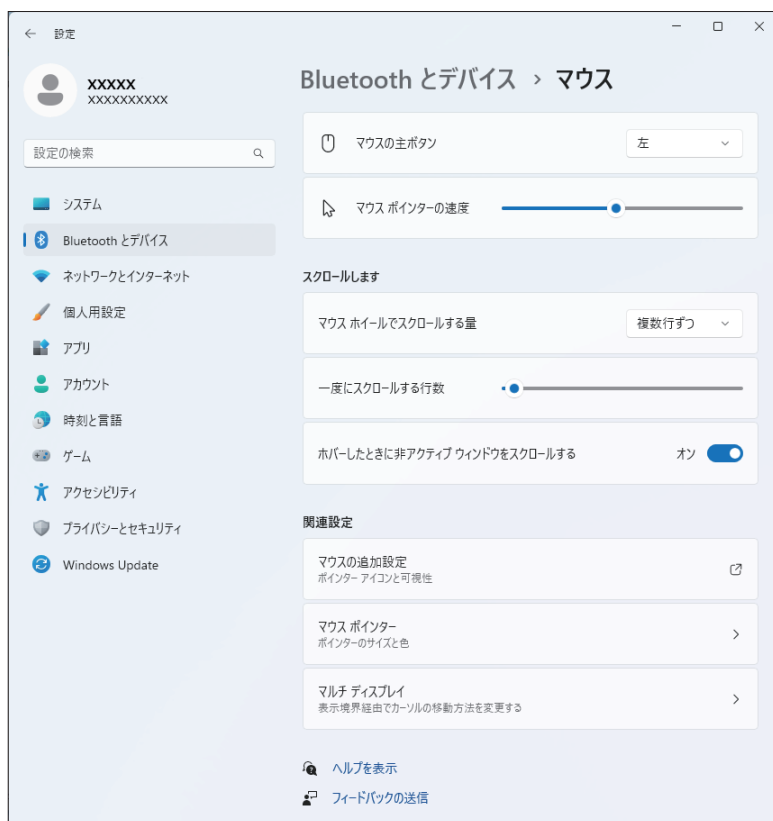 設定
XXXXX
XXXXXXXXXX
設定の検索
システム
Bluetooth とデバイス
ネットワークとインターネット
個人用設定
アプリ
アカウント
時刻と言語
ゲーム
アクセシビリティ
プライバシーとセキュリティ
Windows Update
Bluetooth とデバイス › マウス
マウスの主ボタン 左
マウス ポインターの速度
スクロールします
マウス ホイールでスクロールする量 複数行ずつ
一度にスクロールする行数
ホバーしたときに非アクティブ ウィンドウをスクロールする オン
関連設定
マウスの追加設定
ポインター アイコンと可視性
マウス ポインター
ポインターのサイズと色
マルチ ディスプレイ
表示境界経由でカーソルの移動方法を変更する
ヘルプを表示
フィードバックの送信